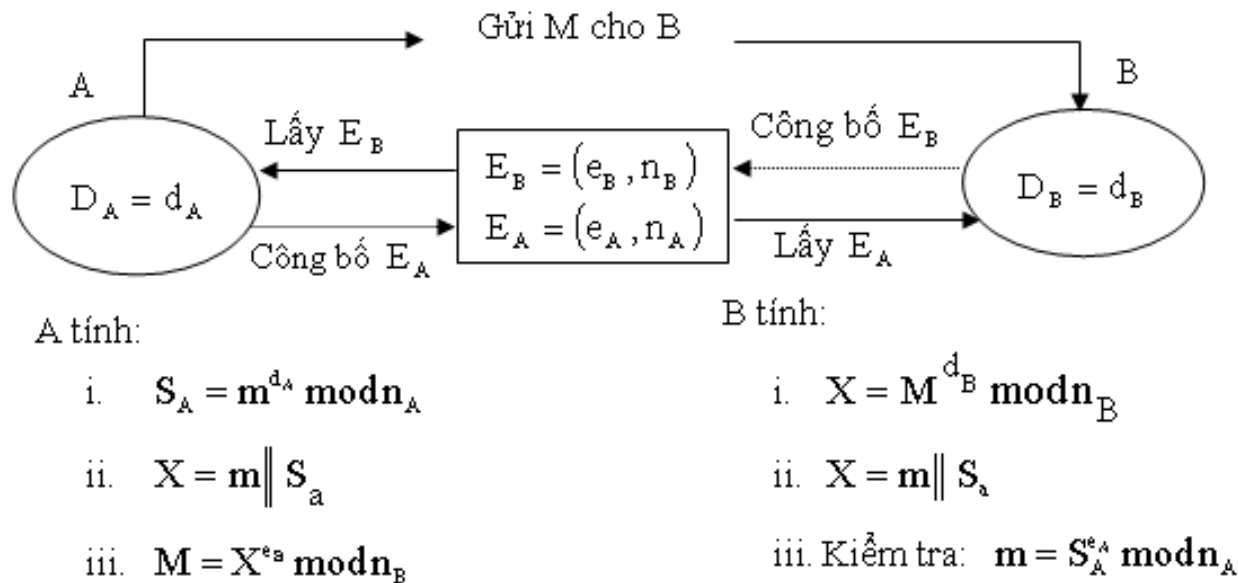 Gửi M cho B
A
B
Lấy E_B
Công bố E_B
D_A = d_A
E_B = (e_B, n_B)
E_A = (e_A, n_A)
D_B = d_B
Công bố E_A
Lấy E_A
A tính:
i. S_A = m^{d_A} mod n_A
ii. X = m‖ S_a
iii. M = X^{e_B} mod n_B
B tính:
i. X = M^{d_B} mod n_B
ii. X = m‖ S_a
iii. Kiểm tra: m = S_A^{e_A} mod n_A